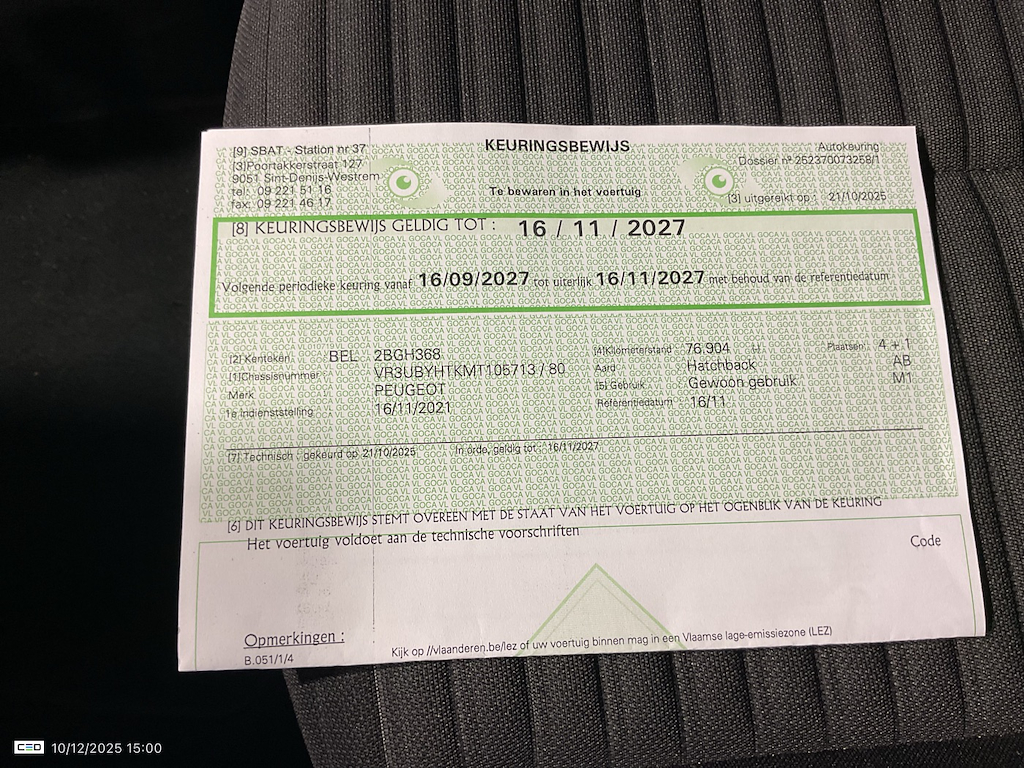 [9] SBAT - Station nr 37
[3]Poortakkerstraat 127
9051 Sint-Denijs-Westrem
tel: 09 221 51 16
fax: 09 221 46 17
KEURINGSBEWIJS
Te bewaren in het voertuig
Autokeuring
Dossier nº 252370073258/1
[3] uitgereikt op : 21/10/2025
[8] KEURINGSBEWIJS GELDIG TOT : 16 / 11 / 2027
Volgende periodieke keuring vanaf 16/09/2027 tot uiterlijk 16/11/2027 met behoud van de referentiedatum
[2] Kenteken BEL 2BGH368
[1]Chassisnummer VR3UBYHTKMT105713 / 80
Merk PEUGEOT
1e Indienststelling 16/11/2021
[4]Kilometerstand 76.904 Plaatsen: 4 + 1
Aard Hatchback AB
[5] Gebruik Gewoon gebruik M1
Referentiedatum 16/11
[7] Technisch : gekeurd op 21/10/2025 In orde, geldig tot : 16/11/2027
[6] DIT KEURINGSBEWIJS STEMT OVEREEN MET DE STAAT VAN HET VOERTUIG OP HET OGENBLIK VAN DE KEURING
Het voertuig voldoet aan de technische voorschriften
Code
Opmerkingen :
B.051/1/4
Kijk op //vlaanderen.be/lez of uw voertuig binnen mag in een Vlaamse lage-emissiezone (LEZ)
CED 10/12/2025 15:00